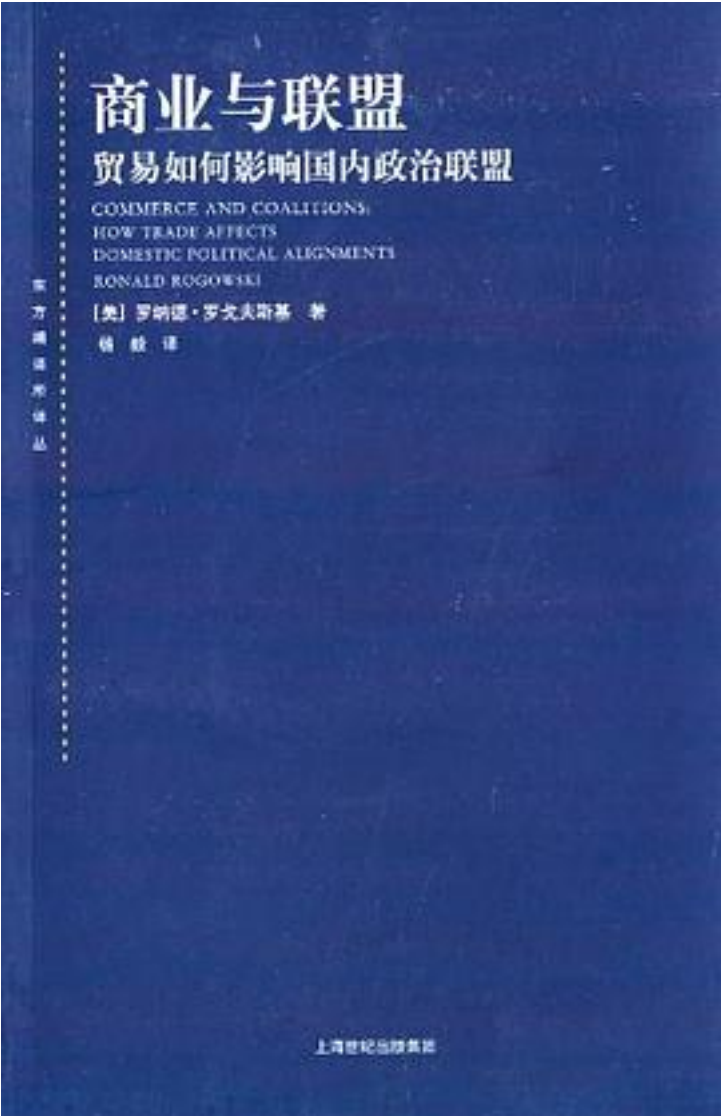 商业与联盟
贸易如何影响国内政治联盟
COMMERCE AND COALITIONS:
HOW TRADE AFFECTS
DOMESTIC POLITICAL ALIGNMENTS
RONALD ROGOWSKI
[美] 罗纳德·罗戈夫斯基 著
杨毅 译
东方编译所译丛
上海世纪出版集团